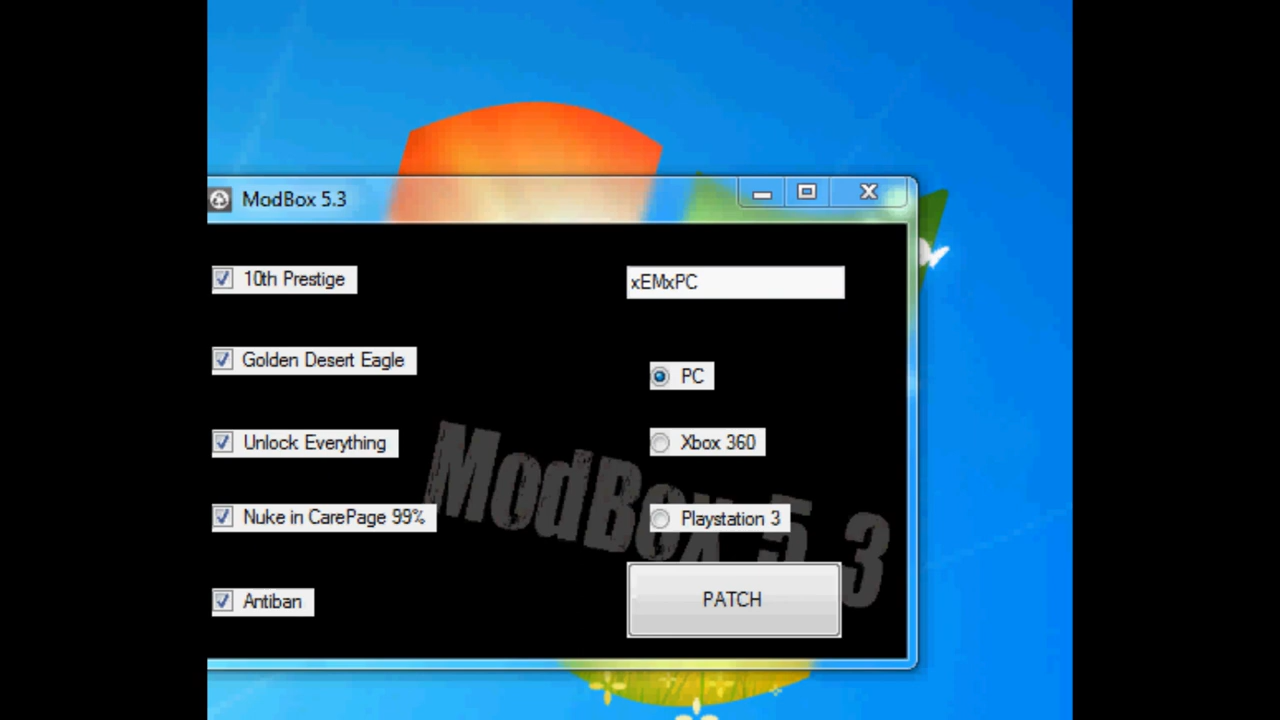 ModBox 5.3
10th Prestige
xEMxPC
Golden Desert Eagle
PC
Unlock Everything
Xbox 360
Nuke in CarePage 99%
Playstation 3
ModBox 5.3
Antiban
PATCH